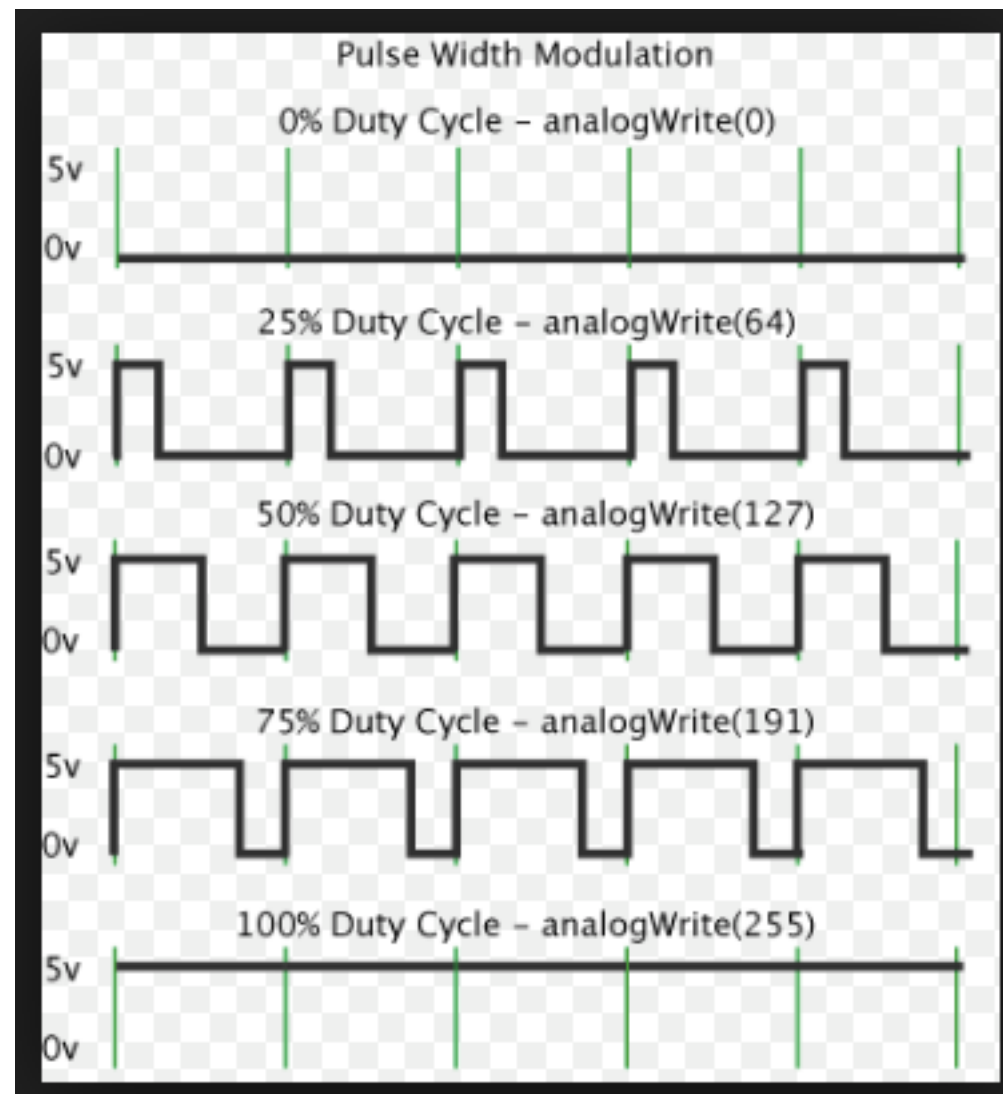 Pulse Width Modulation
0% Duty Cycle – analogWrite(0)
5v
0v
25% Duty Cycle – analogWrite(64)
5v
0v
50% Duty Cycle – analogWrite(127)
5v
0v
75% Duty Cycle – analogWrite(191)
5v
0v
100% Duty Cycle – analogWrite(255)
5v
0v